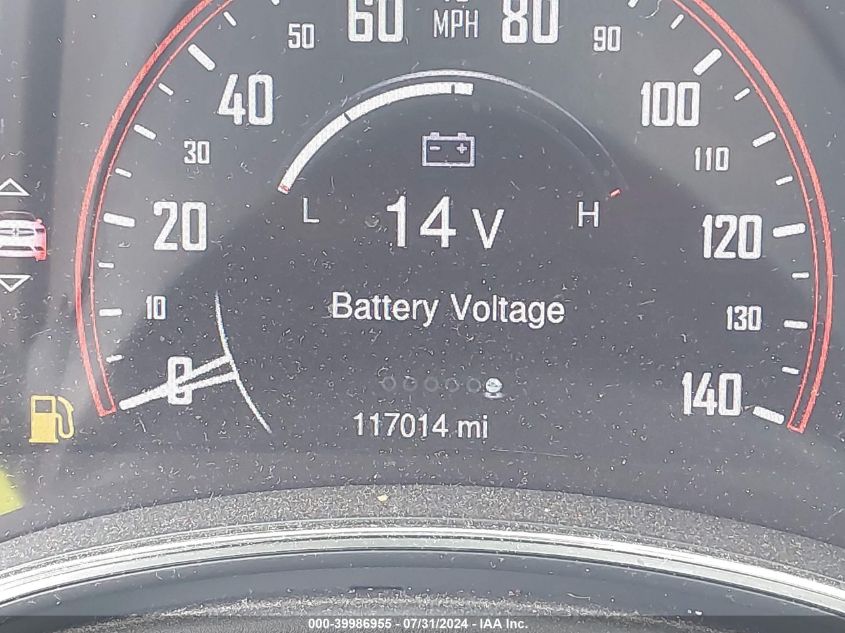 50 60 MPH 80 90
40 100
30 110
20 L 14 V H 120
10 Battery Voltage 130
0 140
117014 mi
000-39986955 / 07/31/2024 - IAA Inc.